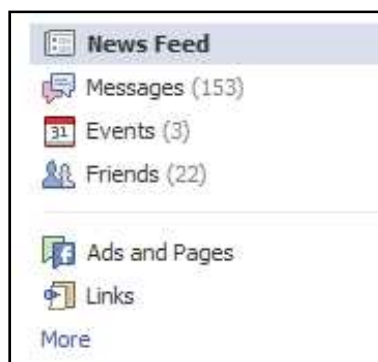 News Feed
Messages (153)
31 Events (3)
Friends (22)
Ads and Pages
Links
More